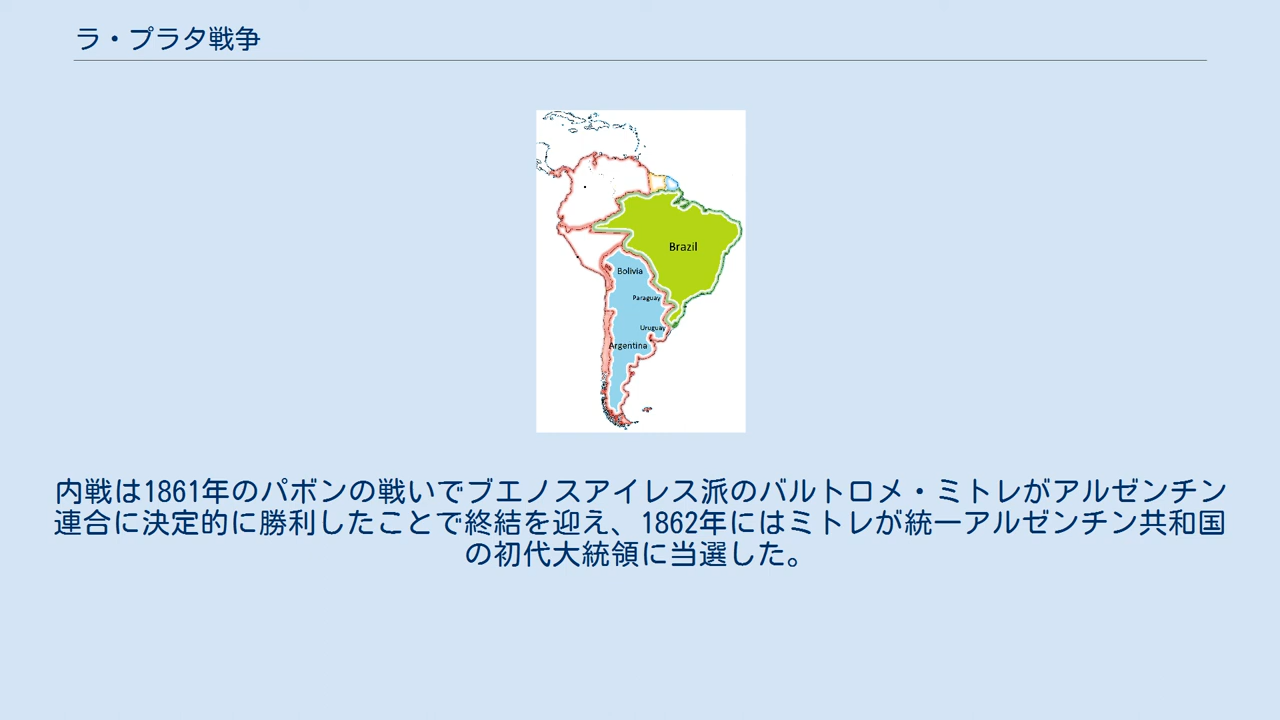 ラ・プラタ戦争
Brazil
Bolivia
Paraguay
Uruguay
Argentina
内戦は1861年のパボンの戦いでブエノスアイレス派のバルトロメ・ミトレがアルゼンチン
連合に決定的に勝利したことで終結を迎え、1862年にはミトレが統一アルゼンチン共和国
の初代大統領に当選した。